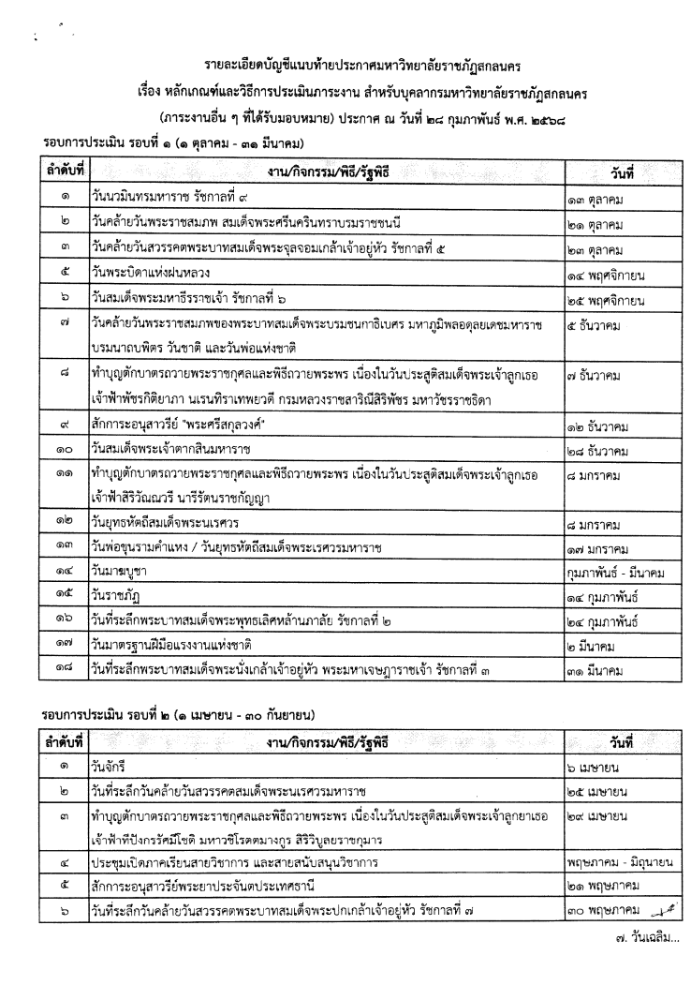 รายละเอียดบัญชีแนบท้ายประกาศมหาวิทยาลัยราชภัฏสกลนคร
เรื่อง หลักเกณฑ์และวิธีการประเมินภาระงาน สำหรับบุคลากรมหาวิทยาลัยราชภัฏสกลนคร
(ภาระงานอื่น ๆ ที่ได้รับมอบหมาย) ประกาศ ณ วันที่ ๒๘ กุมภาพันธ์ พ.ศ. ๒๕๖๘
รอบการประเมิน รอบที่ ๑ (๑ ตุลาคม - ๓๑ มีนาคม)
ลำดับที่ งาน/กิจกรรม/พิธี/รัฐพิธี วันที่
๑ วันนวมินทรมหาราช รัชกาลที่ ๙ ๑๓ ตุลาคม
๒ วันคล้ายวันพระราชสมภพ สมเด็จพระศรีนครินทราบรมราชชนนี ๒๑ ตุลาคม
๓ วันคล้ายวันสวรรคตพระบาทสมเด็จพระจุลจอมเกล้าเจ้าอยู่หัว รัชกาลที่ ๕ ๒๓ ตุลาคม
๕ วันพระบิดาแห่งฝนหลวง ๑๔ พฤศจิกายน
๖ วันสมเด็จพระมหาธีรราชเจ้า รัชกาลที่ ๖ ๒๕ พฤศจิกายน
๗ วันคล้ายวันพระราชสมภพของพระบาทสมเด็จพระบรมชนกาธิเบศร มหาภูมิพลอดุลยเดชมหาราช ๕ ธันวาคม
บรมนาถบพิตร วันชาติ และวันพ่อแห่งชาติ
๘ ทำบุญตักบาตรถวายพระราชกุศลและพิธีถวายพระพร เนื่องในวันประสูติสมเด็จพระเจ้าลูกเธอ ๗ ธันวาคม
เจ้าฟ้าพัชรกิติยาภา นเรนทิราเทพยวดี กรมหลวงราชสาริณีสิริพัชร มหาวัชรราชธิดา
๙ สักการะอนุสาวรีย์ "พระศรีสกุลวงศ์" ๑๒ ธันวาคม
๑๐ วันสมเด็จพระเจ้าตากสินมหาราช ๒๘ ธันวาคม
๑๑ ทำบุญตักบาตรถวายพระราชกุศลและพิธีถวายพระพร เนื่องในวันประสูติสมเด็จพระเจ้าลูกเธอ ๘ มกราคม
เจ้าฟ้าสิริวัณณวรี นารีรัตนราชกัญญา
๑๒ วันยุทธหัตถีสมเด็จพระนเรศวร ๘ มกราคม
๑๓ วันพ่อขุนรามคำแหง / วันยุทธหัตถีสมเด็จพระเรศวรมหาราช ๑๗ มกราคม
๑๔ วันมาฆบูชา กุมภาพันธ์ - มีนาคม
๑๕ วันราชภัฏ ๑๔ กุมภาพันธ์
๑๖ วันที่ระลึกพระบาทสมเด็จพระพุทธเลิศหล้านภาลัย รัชกาลที่ ๒ ๒๔ กุมภาพันธ์
๑๗ วันมาตรฐานฝีมือแรงงานแห่งชาติ ๒ มีนาคม
๑๘ วันที่ระลึกพระบาทสมเด็จพระนั่งเกล้าเจ้าอยู่หัว พระมหาเจษฎาราชเจ้า รัชกาลที่ ๓ ๓๑ มีนาคม
รอบการประเมิน รอบที่ ๒ (๑ เมษายน - ๓๐ กันยายน)
ลำดับที่ งาน/กิจกรรม/พิธี/รัฐพิธี วันที่
๑ วันจักรี ๖ เมษายน
๒ วันที่ระลึกวันคล้ายวันสวรรคตสมเด็จพระนเรศวรมหาราช ๒๕ เมษายน
๓ ทำบุญตักบาตรถวายพระราชกุศลและพิธีถวายพระพร เนื่องในวันประสูติสมเด็จพระเจ้าลูกยาเธอ ๒๙ เมษายน
เจ้าฟ้าทีปังกรรัศมีโชติ มหาวชิโรตตมางกูร สิริวิบูลยราชกุมาร
๔ ประชุมเปิดภาคเรียนสายวิชาการ และสายสนับสนุนวิชาการ พฤษภาคม - มิถุนายน
๕ สักการะอนุสาวรีย์พระยาประจันตประเทศธานี ๒๑ พฤษภาคม
๖ วันที่ระลึกวันคล้ายวันสวรรคตพระบาทสมเด็จพระปกเกล้าเจ้าอยู่หัว รัชกาลที่ ๗ ๓๐ พฤษภาคม
๗. วันเฉลิม...